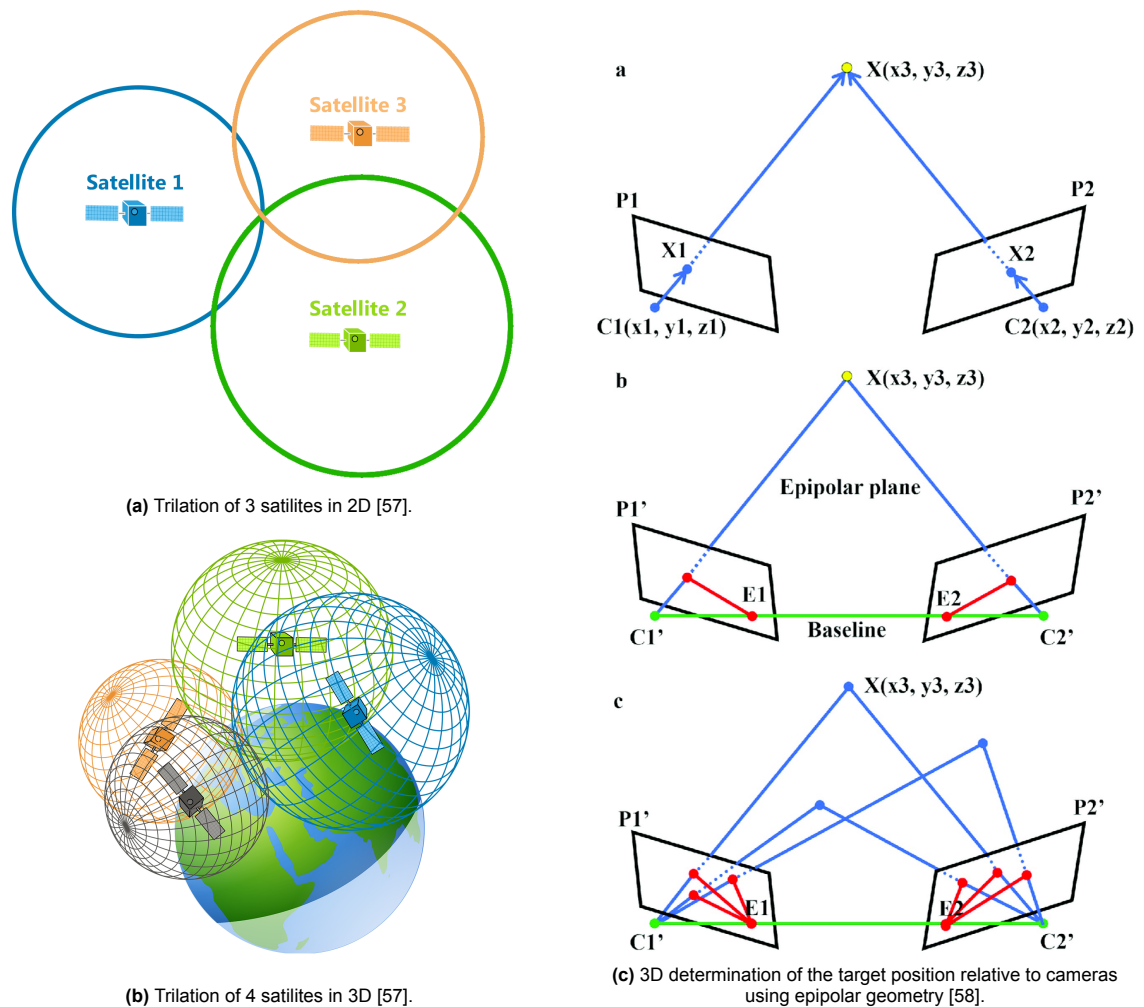 Satellite 3
Satellite 1
Satellite 2
(a) Trilation of 3 satilites in 2D [57].
(b) Trilation of 4 satilites in 3D [57].
a
X(x3, y3, z3)
P1
P2
X1
X2
C1(x1, y1, z1)
C2(x2, y2, z2)
b
X(x3, y3, z3)
Epipolar plane
P1’
P2’
E1
E2
Baseline
C1’
C2’
c
X(x3, y3, z3)
P1’
P2’
E1
E2
C1’
C2’
(c) 3D determination of the target position relative to cameras
using epipolar geometry [58].